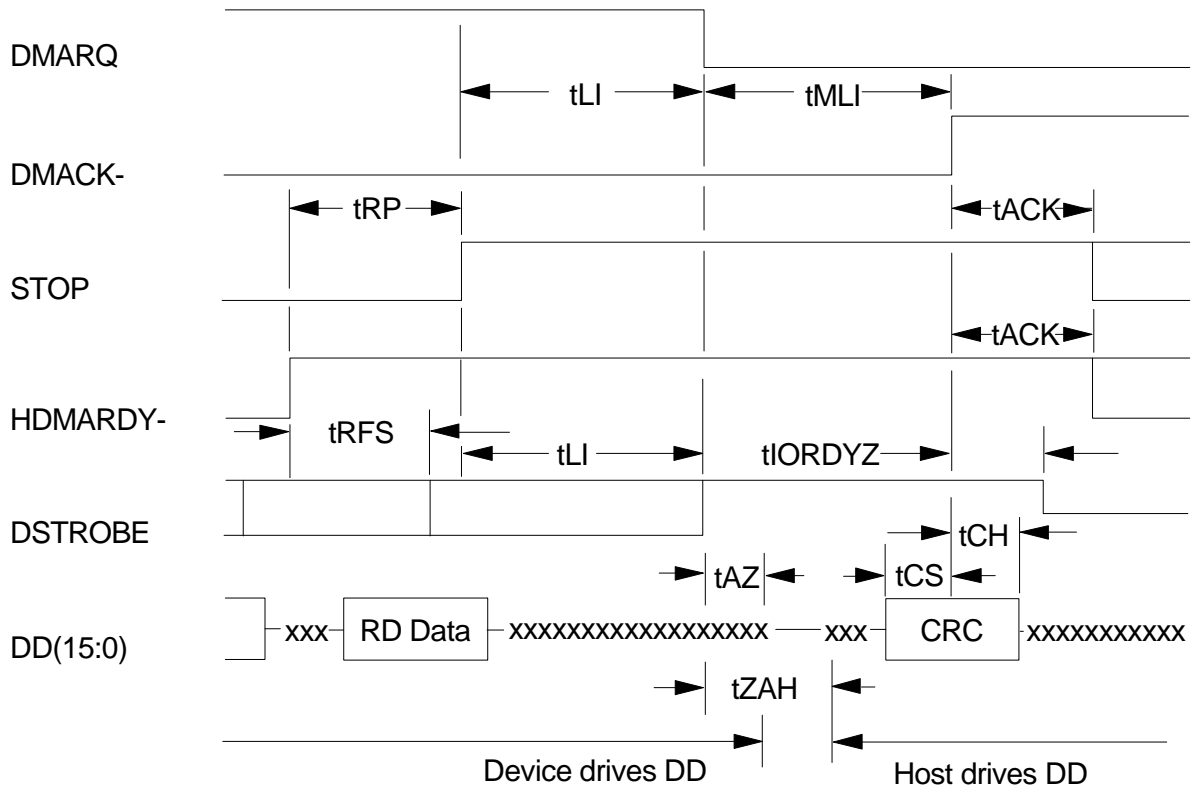 DMARQ
tLI
tMLI
DMACK-
tRP
tACK
STOP
tACK
HDMARDY-
tRFS
tLI
tIORDYZ
DSTROBE
tCH
tAZ
tCS
DD(15:0)
xxx
RD Data
xxxxxxxxxxxxxxxxxx
xxx
CRC
xxxxxxxxxxx
tZAH
Device drives DD
Host drives DD